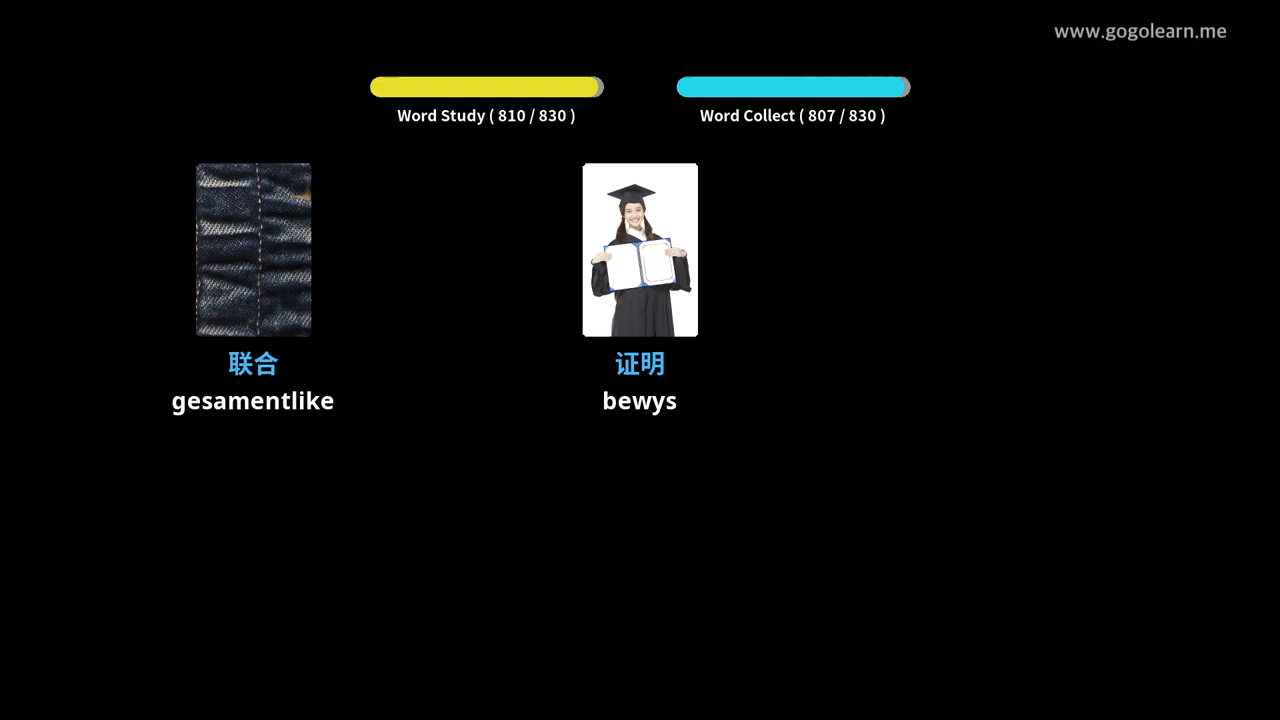 www.gogolearn.me
Word Study ( 810 / 830 )
Word Collect ( 807 / 830 )
联合
gesamentlike
证明
bewys